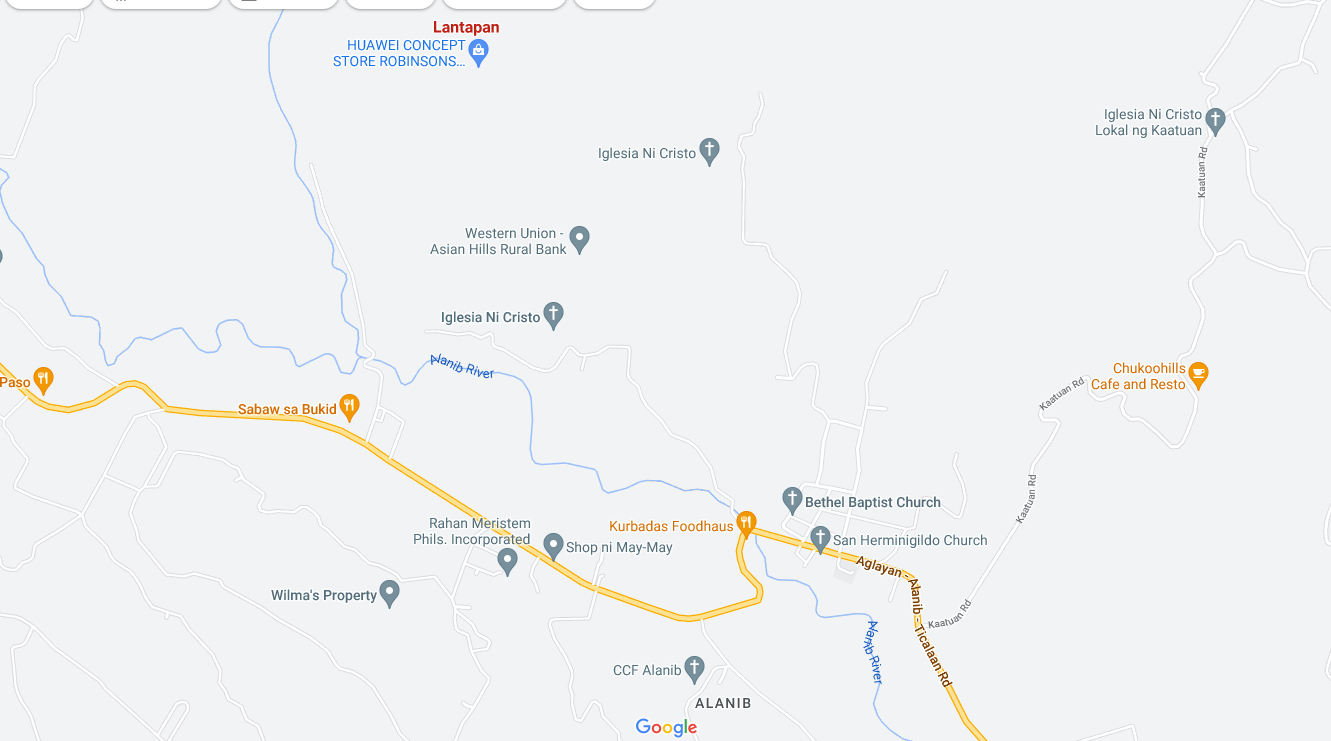 Lantapan
HUAWEI CONCEPT
STORE ROBINSONS...
Iglesia Ni Cristo
Lokal ng Kaatuan
Iglesia Ni Cristo
Kaatuan Rd
Western Union -
Asian Hills Rural Bank
Iglesia Ni Cristo
Alanib River
Paso
Chukoohills
Cafe and Resto
Kaatuan Rd
Sabaw sa Bukid
Kaatuan Rd
Bethel Baptist Church
Rahan Meristem
Phils. Incorporated
Kurbadas Foodhaus
Shop ni May-May
San Herminigildo Church
Aglayan - Alanib - Ticalaan Rd
Wilma's Property
Kaatuan Rd
Alanib River
CCF Alanib
ALANIB
Google